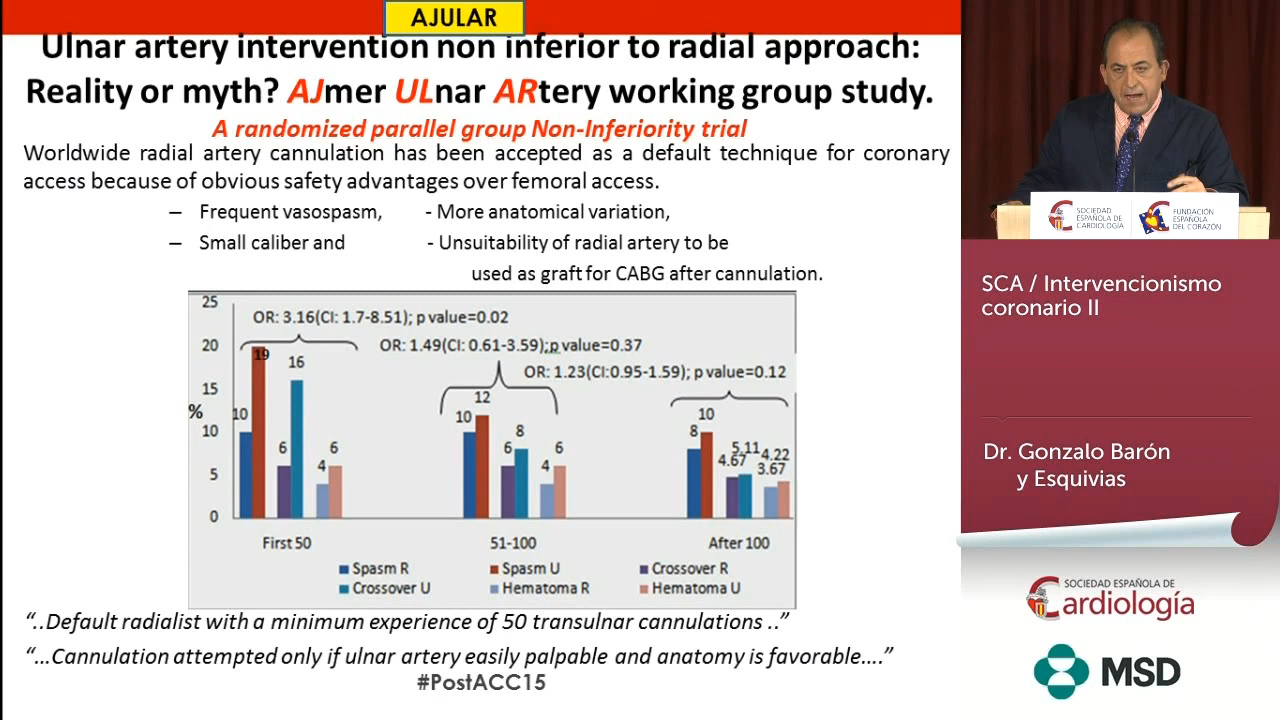 AJULAR
Ulnar artery intervention non inferior to radial approach:
Reality or myth? AJmer ULnar ARtery working group study.
A randomized parallel group Non-Inferiority trial
Worldwide radial artery cannulation has been accepted as a default technique for coronary
access because of obvious safety advantages over femoral access.
– Frequent vasospasm, - More anatomical variation,
– Small caliber and - Unsuitability of radial artery to be
used as graft for CABG after cannulation.
25
OR: 3.16(CI: 1.7-8.51); p value=0.02
20
OR: 1.49(CI: 0.61-3.59);p value=0.37
OR: 1.23(CI:0.95-1.59); p value=0.12
15
%
10
5
0
10 19 6 16 4 6
10 12 6 8 4 6
8 10 4.67 5,11 3.67 4.22
First 50 51-100 After 100
Spasm R Spasm U Crossover R
Crossover U Hematoma R Hematoma U
“..Default radialist with a minimum experience of 50 transulnar cannulations ..”
“…Cannulation attempted only if ulnar artery easily palpable and anatomy is favorable….”
#PostACC15
SOCIEDAD
ESPAÑOLA DE
CARDIOLOGÍA
FUNDACIÓN
ESPAÑOLA
DEL CORAZÓN
SCA / Intervencionismo
coronario II
Dr. Gonzalo Barón
y Esquivias
SOCIEDAD ESPAÑOLA DE
Cardiología
MSD